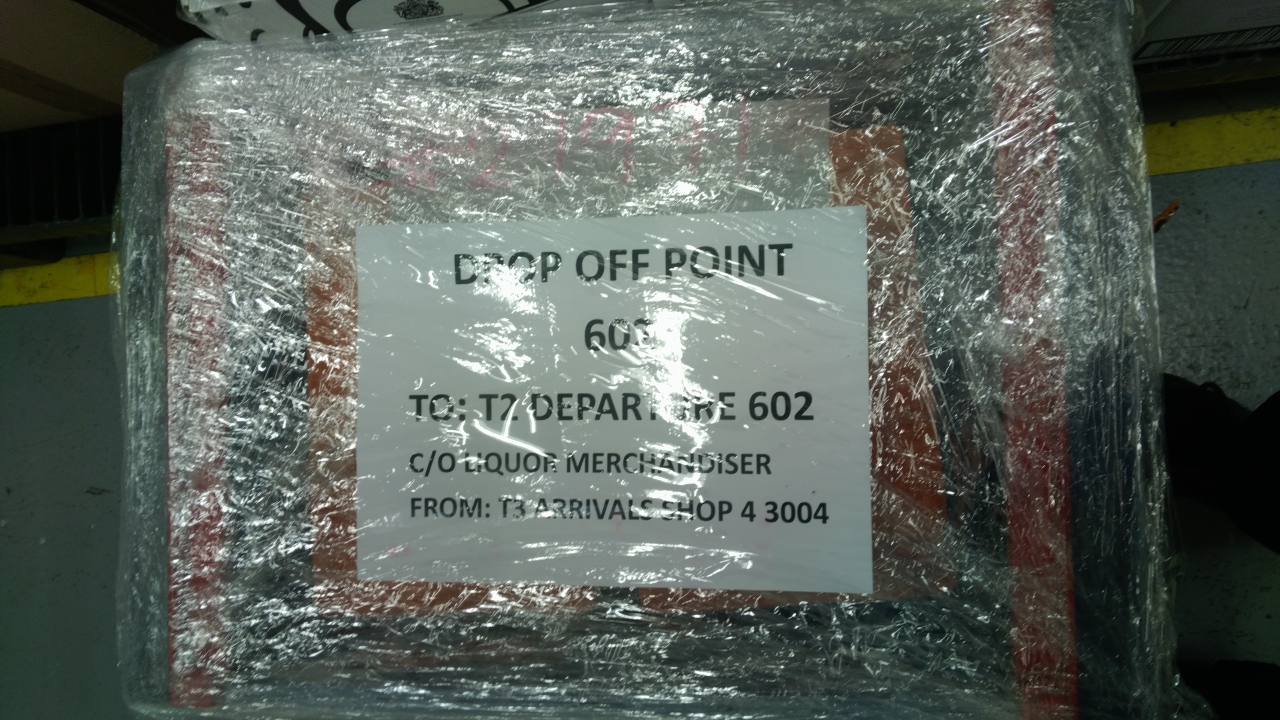 DROP OFF POINT
603
TO: T2 DEPARTURE 602
C/O LIQUOR MERCHANDISER
FROM: T3 ARRIVALS SHOP 4 3004